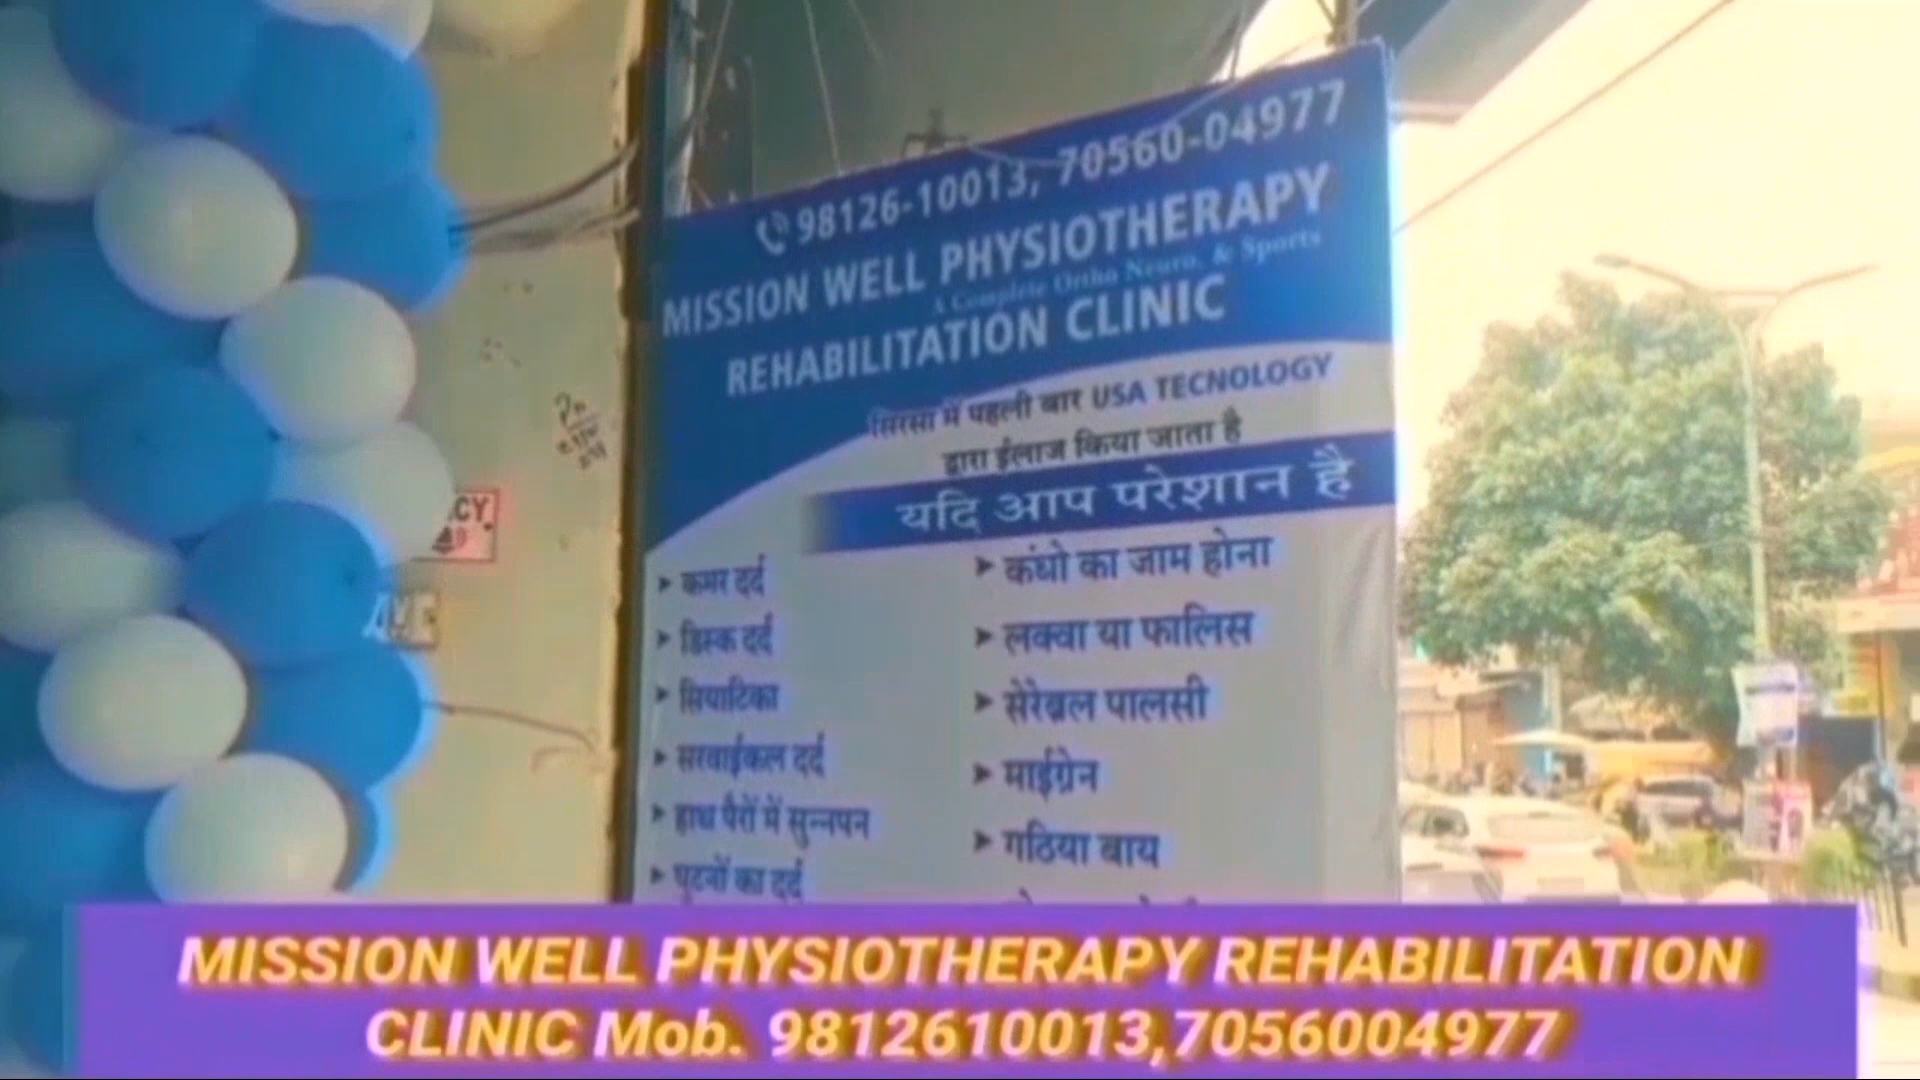 98126-10013, 70560-04977
MISSION WELL PHYSIOTHERAPY
A Complete Ortho Neuro. & Sports
REHABILITATION CLINIC
सिरसा में पहली बार USA TECNOLOGY
द्वारा ईलाज किया जाता है
यदि आप परेशान है
कमर दर्द
डिस्क दर्द
सियाटिका
सरवाईकल दर्द
हाथ पैरों में सुन्नपन
घुटनों का दर्द
कंधो का जाम होना
लक्वा या फालिस
सेरेब्रल पालसी
माईग्रेन
गठिया बाय
CY
MISSION WELL PHYSIOTHERAPY REHABILITATION
CLINIC Mob. 9812610013,7056004977